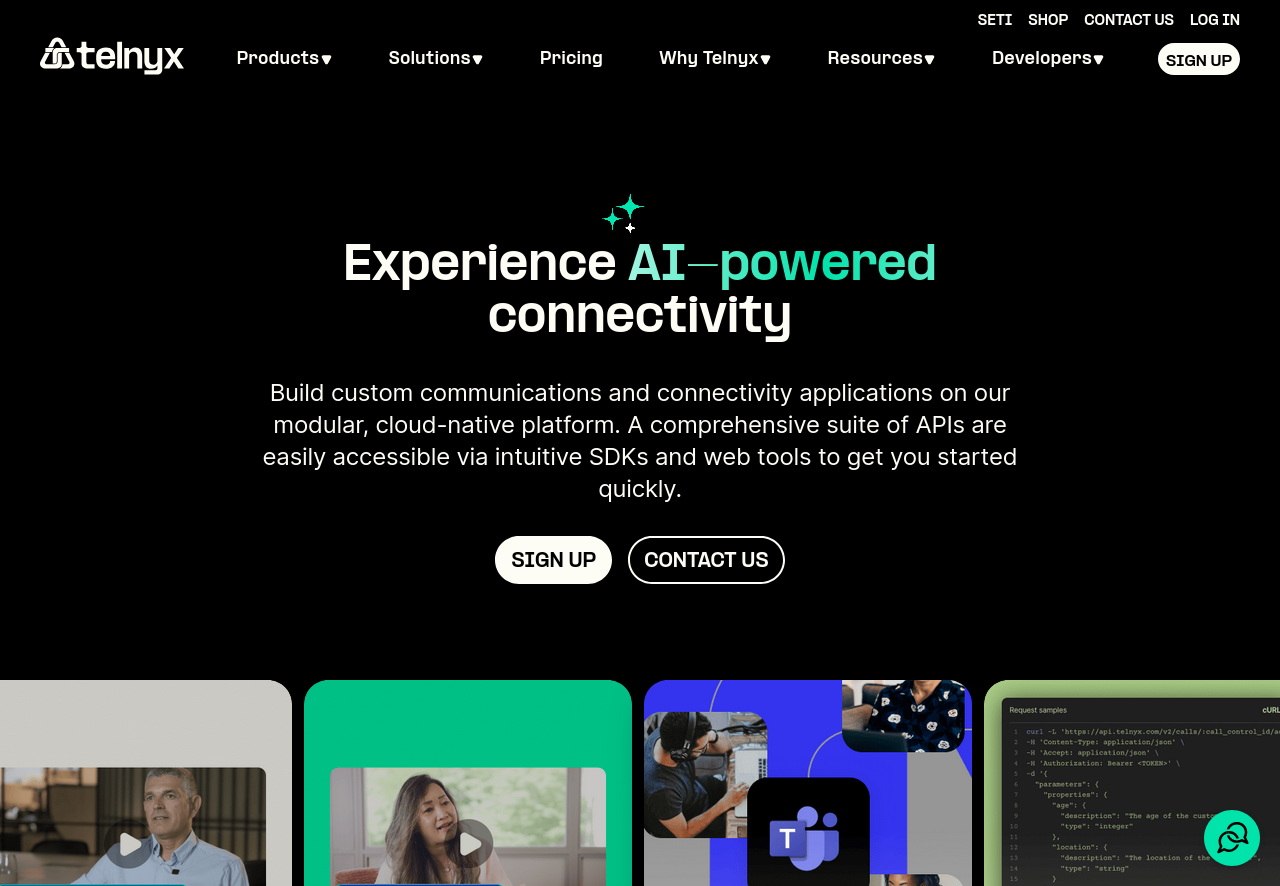 SETI SHOP CONTACT US LOG IN
telnyx Products Solutions Pricing Why Telnyx Resources Developers SIGN UP
Experience AI-powered
connectivity
Build custom communications and connectivity applications on our
modular, cloud-native platform. A comprehensive suite of APIs are
easily accessible via intuitive SDKs and web tools to get you started
quickly.
SIGN UP CONTACT US
T
Request samples cURL
1 curl -L 'https://api.telnyx.com/v2/calls/:call_control_id/
2 -H 'Content-Type: application/json' \
3 -H 'Accept: application/json' \
4 -H 'Authorization: Bearer <TOKEN>' \
5 -d '{
6 "parameters": {
7 "properties": {
8 "age": {
9 "description": "The age of the
10 "type": "integer"
11 },
12 "location": {
13 "description": "The location of the
14 "type": "string"
15 }